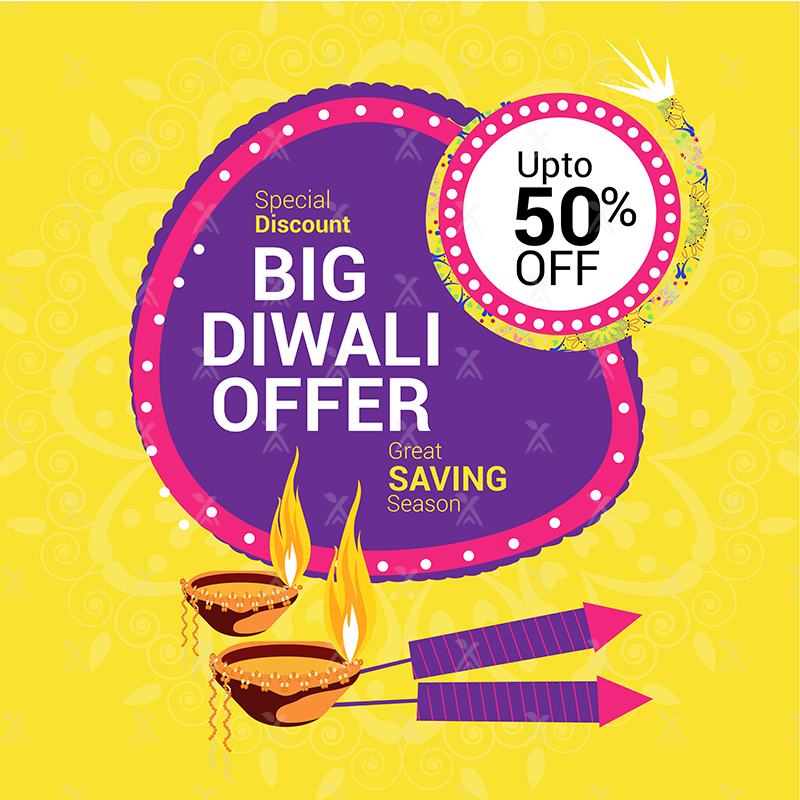 Special
Discount
BIG
DIWALI
OFFER
Great
SAVING
Season
Upto
50%
OFF